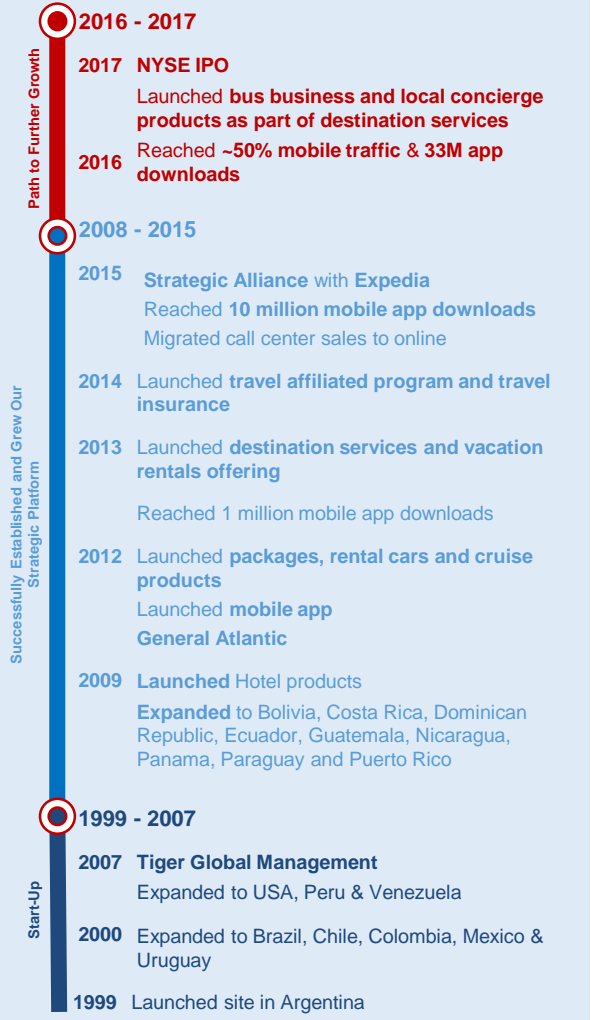 2016 - 2017
Path to Further Growth
2017 NYSE IPO
Launched bus business and local concierge
products as part of destination services
2016 Reached ~50% mobile traffic & 33M app
downloads
2008 - 2015
Successfully Established and Grew Our
Strategic Platform
2015 Strategic Alliance with Expedia
Reached 10 million mobile app downloads
Migrated call center sales to online
2014 Launched travel affiliated program and travel
insurance
2013 Launched destination services and vacation
rentals offering
Reached 1 million mobile app downloads
2012 Launched packages, rental cars and cruise
products
Launched mobile app
General Atlantic
2009 Launched Hotel products
Expanded to Bolivia, Costa Rica, Dominican
Republic, Ecuador, Guatemala, Nicaragua,
Panama, Paraguay and Puerto Rico
1999 - 2007
Start-Up
2007 Tiger Global Management
Expanded to USA, Peru & Venezuela
2000 Expanded to Brazil, Chile, Colombia, Mexico &
Uruguay
1999 Launched site in Argentina